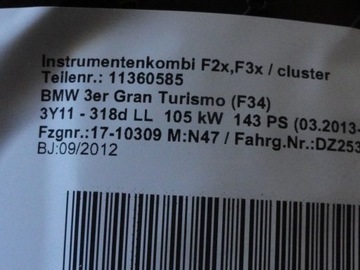 Instrumentenkombi F2x,F3x / cluster
Teilenr.: 11360585
BMW 3er Gran Turismo (F34)
3Y11 - 318d LL 105 kW 143 PS (03.2013-
Fzgnr.:17-10309 M:N47 / Fahrg.Nr.:DZ253
BJ:09/2012